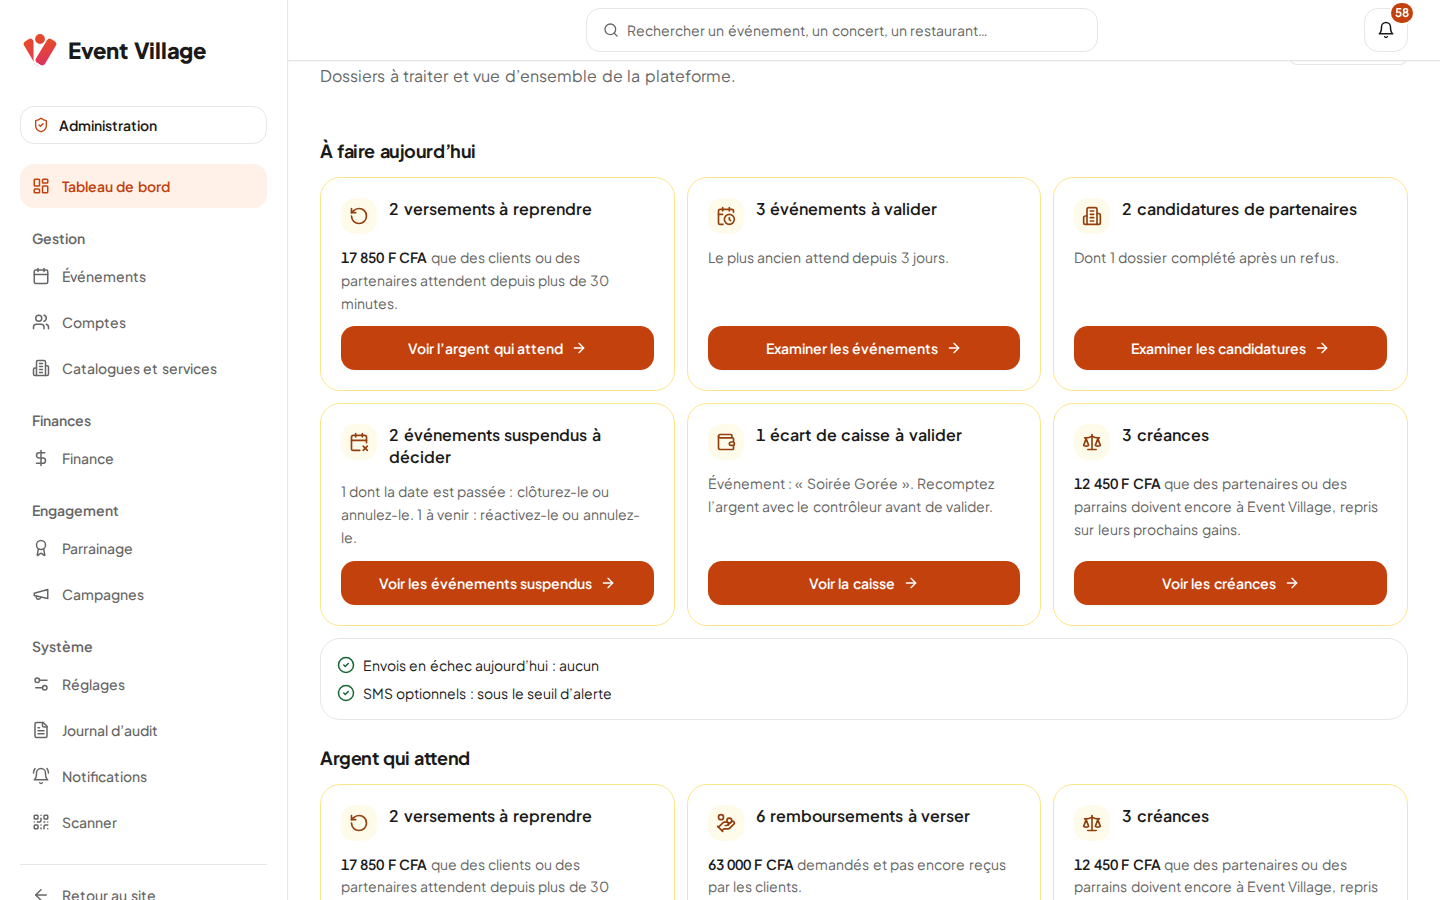 Event Village
Rechercher un événement, un concert, un restaurant…
58
Administration
Tableau de bord
Gestion
Événements
Comptes
Catalogues et services
Finances
Finance
Engagement
Parrainage
Campagnes
Système
Réglages
Journal d’audit
Notifications
Scanner
Retour au site
Dossiers à traiter et vue d’ensemble de la plateforme.
À faire aujourd’hui
2 versements à reprendre
17 850 F CFA que des clients ou des
partenaires attendent depuis plus de 30
minutes.
Voir l’argent qui attend
3 événements à valider
Le plus ancien attend depuis 3 jours.
Examiner les événements
2 candidatures de partenaires
Dont 1 dossier complété après un refus.
Examiner les candidatures
2 événements suspendus à
décider
1 dont la date est passée : clôturez-le ou
annulez-le. 1 à venir : réactivez-le ou annulez-
le.
Voir les événements suspendus
1 écart de caisse à valider
Événement : « Soirée Gorée ». Recomptez
l’argent avec le contrôleur avant de valider.
Voir la caisse
3 créances
12 450 F CFA que des partenaires ou des
parrains doivent encore à Event Village, repris
sur leurs prochains gains.
Voir les créances
Envois en échec aujourd’hui : aucun
SMS optionnels : sous le seuil d’alerte
Argent qui attend
2 versements à reprendre
17 850 F CFA que des clients ou des
partenaires attendent depuis plus de 30
6 remboursements à verser
63 000 F CFA demandés et pas encore reçus
par les clients.
3 créances
12 450 F CFA que des partenaires ou des
parrains doivent encore à Event Village, repris